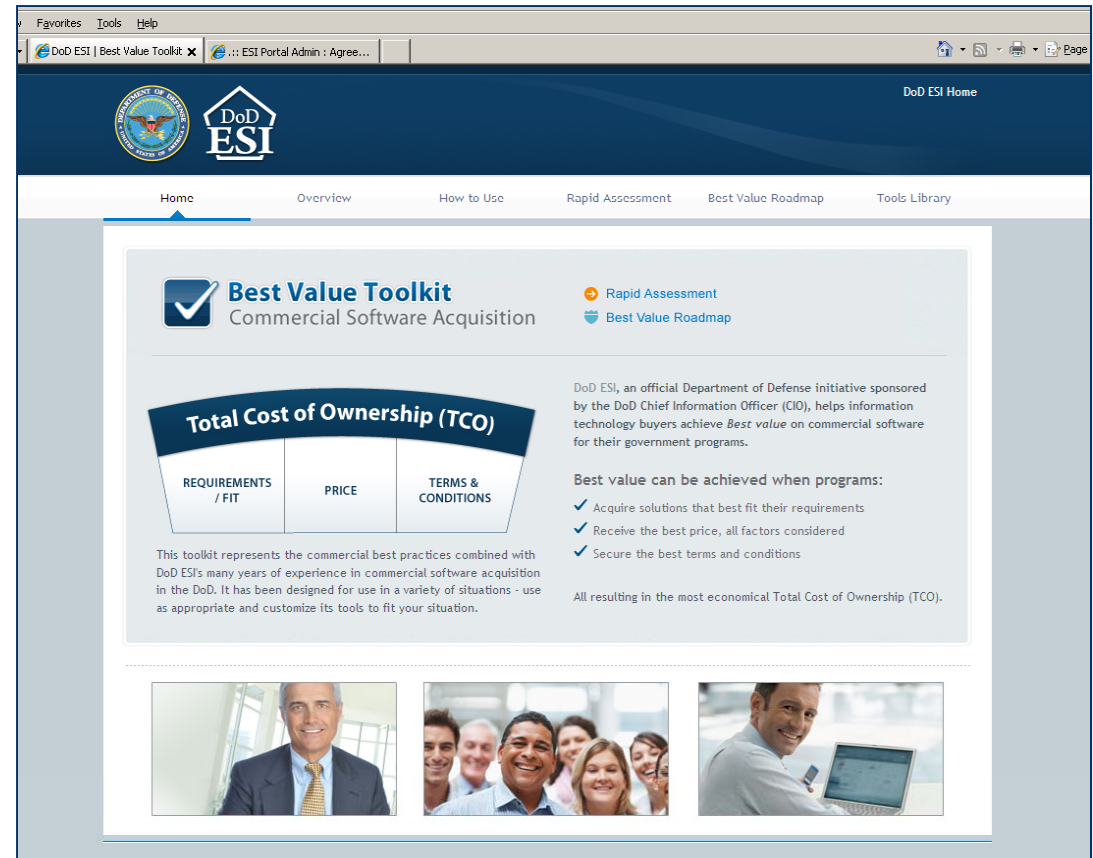 Favorites Tools Help
DoD ESI | Best Value Toolkit
.:: ESI Portal Admin : Agree...
Page
DEPARTMENT OF DEFENSE
UNITED STATES OF AMERICA
DoD
ESI
DoD ESI Home
Home Overview How to Use Rapid Assessment Best Value Roadmap Tools Library
Best Value Toolkit
Commercial Software Acquisition
Rapid Assessment
Best Value Roadmap
Total Cost of Ownership (TCO)
REQUIREMENTS
/ FIT
PRICE
TERMS &
CONDITIONS
This toolkit represents the commercial best practices combined with
DoD ESI's many years of experience in commercial software acquisition
in the DoD. It has been designed for use in a variety of situations - use
as appropriate and customize its tools to fit your situation.
DoD ESI, an official Department of Defense initiative sponsored
by the DoD Chief Information Officer (CIO), helps information
technology buyers achieve Best value on commercial software
for their government programs.
Best value can be achieved when programs:
Acquire solutions that best fit their requirements
Receive the best price, all factors considered
Secure the best terms and conditions
All resulting in the most economical Total Cost of Ownership (TCO).